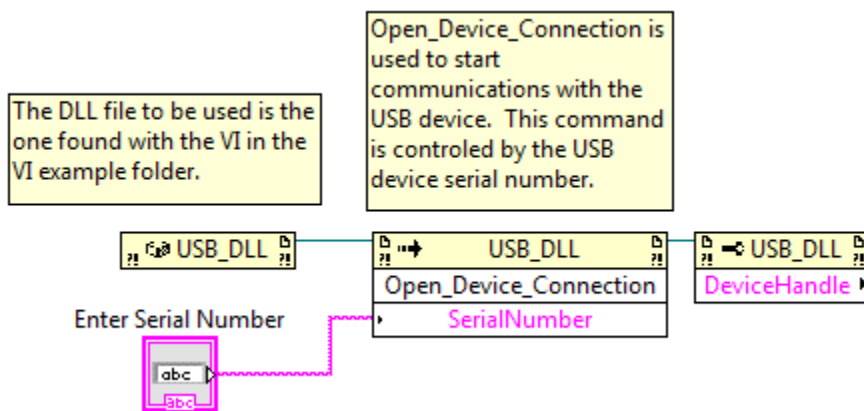 Open_Device_Connection is
used to start
communications with the
USB device.  This command
is controled by the USB
device serial number.
The DLL file to be used is the
one found with the VI in the
VI example folder.
USB_DLL
USB_DLL
USB_DLL
Open_Device_Connection
DeviceHandle
SerialNumber
Enter Serial Number
abc
abc